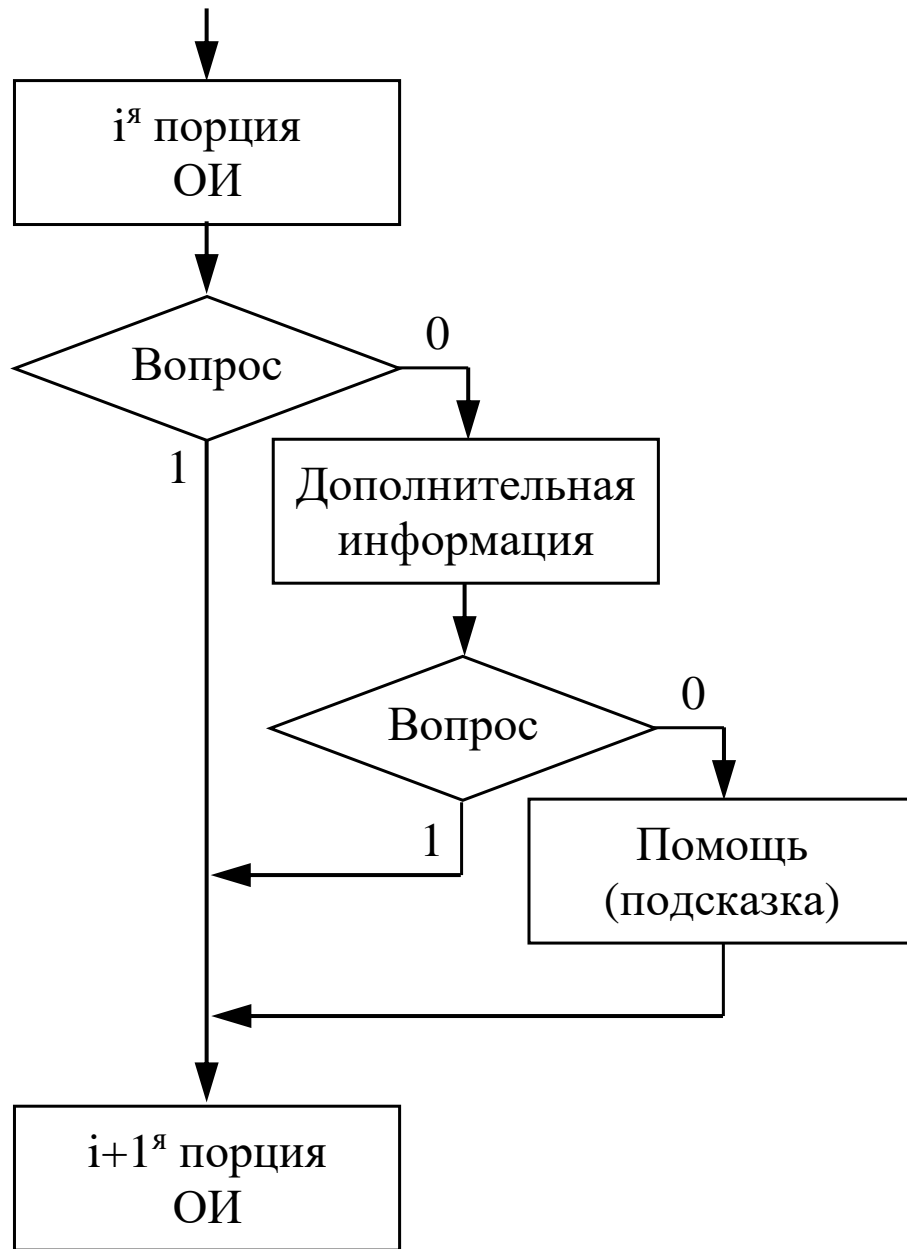 iя порция
ОИ
Вопрос
0
1
Дополнительная
информация
Вопрос
0
1
Помощь
(подсказка)
i+1я порция
ОИ